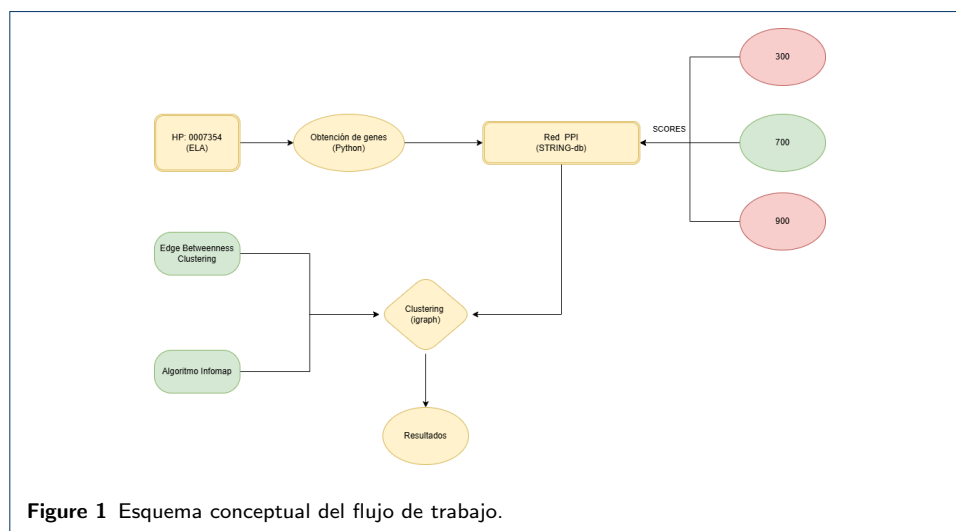 300
HP: 0007354
(ELA)
Obtención de genes
(Python)
Red PPI
(STRING-db)
SCORES
700
900
Edge Betweenness
Clustering
Clustering
(igraph)
Algoritmo Infomap
Resultados
Figure 1 Esquema conceptual del flujo de trabajo.